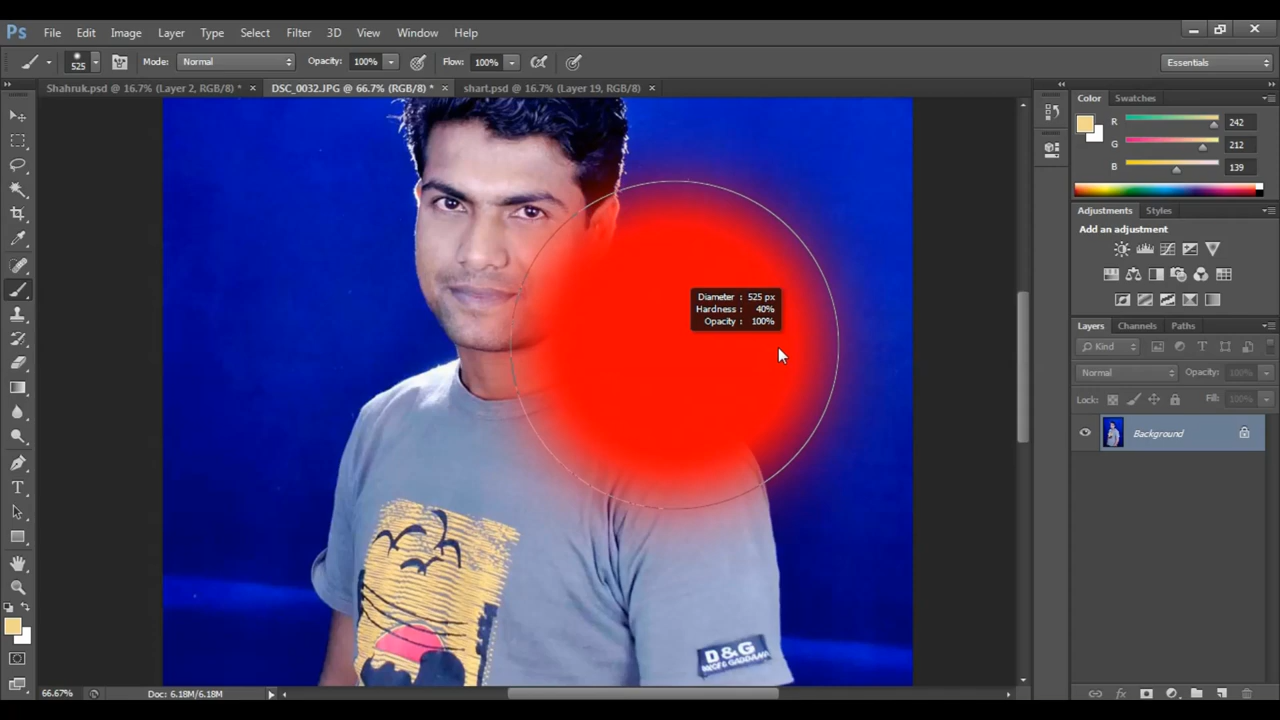 Ps File Edit Image Layer Type Select Filter 3D View Window Help
525 Mode: Normal Opacity: 100% Flow: 100% Essentials
Shahruk.psd @ 16.7% (Layer 2, RGB/8) * × DSC_0032.JPG @ 66.7% (RGB/8) * × shart.psd @ 16.7% (Layer 19, RGB/8) ×
Color Swatches
R 242
G 212
B 139
Adjustments Styles
Add an adjustment
Diameter : 525 px
Hardness : 40%
Opacity : 100%
Layers Channels Paths
Kind
Normal Opacity: 100%
Lock: Fill: 100%
Background
D&G
66.67% Doc: 6.18M/6.18M